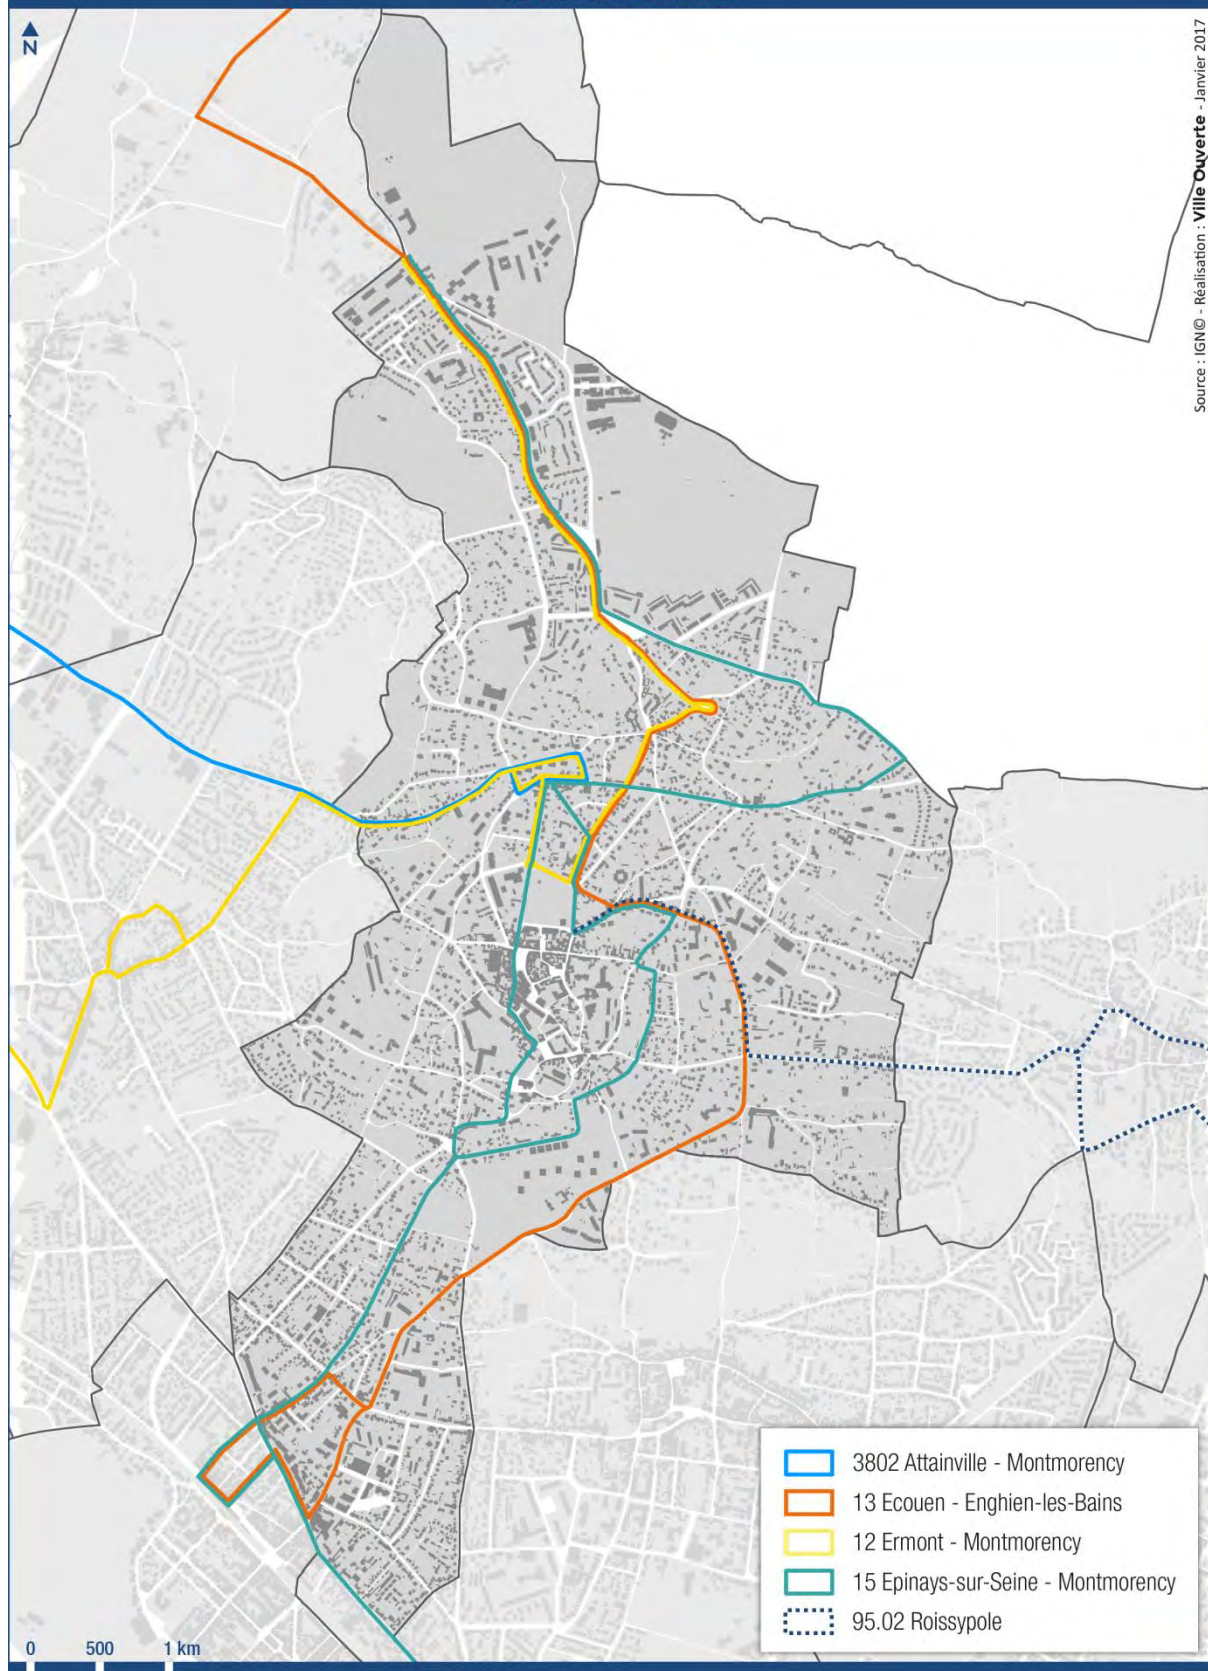 N
Source : IGN© - Réalisation : Ville Ouverte - Janvier 2017
3802 Attainville - Montmorency
13 Ecouen - Enghien-les-Bains
12 Ermont - Montmorency
15 Epinays-sur-Seine - Montmorency
95.02 Roissypole
0 500 1 km